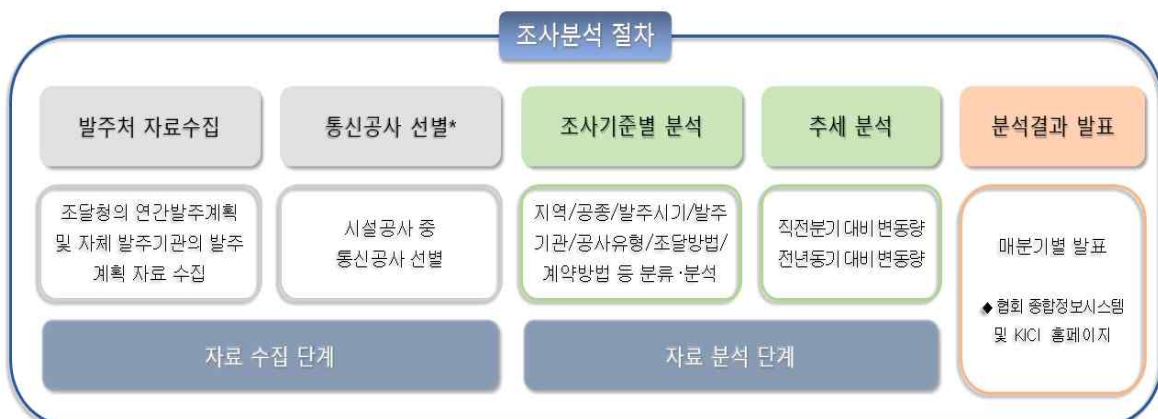 조사분석 절차
발주처 자료수집
통신공사 선별*
조사기준별 분석
추세 분석
분석결과 발표
조달청의 연간발주계획
및 자체 발주기관의 발주
계획 자료 수집
시설공사 중
통신공사 선별
지역/공종/발주시기/발주
기관/공사유형/조달방법/
계약방법 등 분류·분석
직전분기 대비 변동량
전년동기 대비 변동량
매분기별 발표
◆ 협회 종합정보시스템
및 KICI 홈페이지
자료 수집 단계
자료 분석 단계